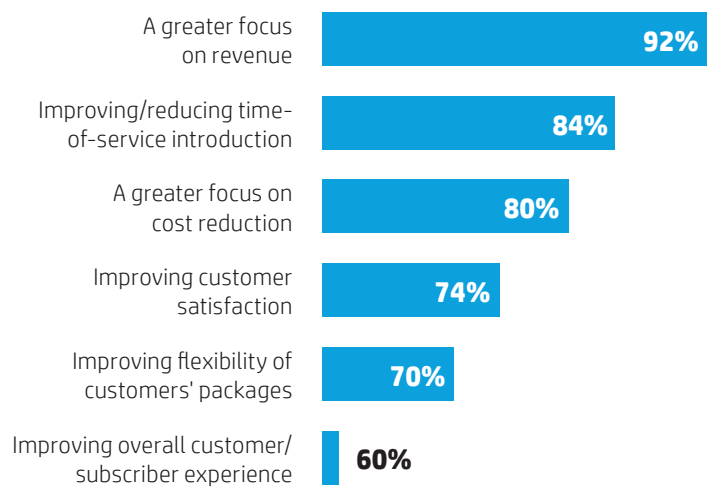 A greater focus
on revenue
92%
Improving/reducing time-
of-service introduction
84%
A greater focus on
cost reduction
80%
Improving customer
satisfaction
74%
Improving flexibility of
customers' packages
70%
Improving overall customer/
subscriber experience
60%